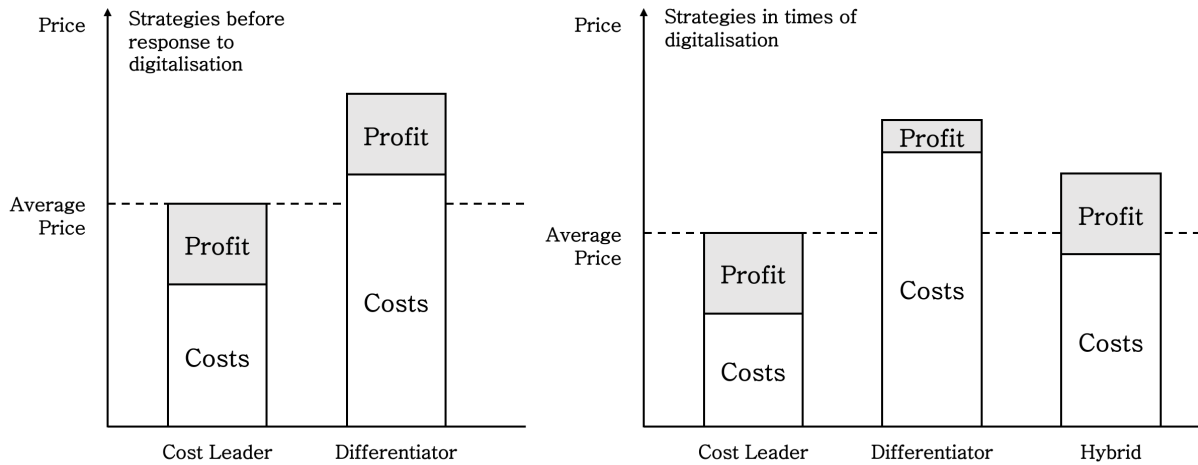 Price
Strategies before
response to
digitalisation
Profit
Average
Price
Profit
Costs
Costs
Cost Leader
Differentiator
Price
Strategies in times of
digitalisation
Profit
Profit
Average
Price
Profit
Costs
Costs
Costs
Cost Leader
Differentiator
Hybrid